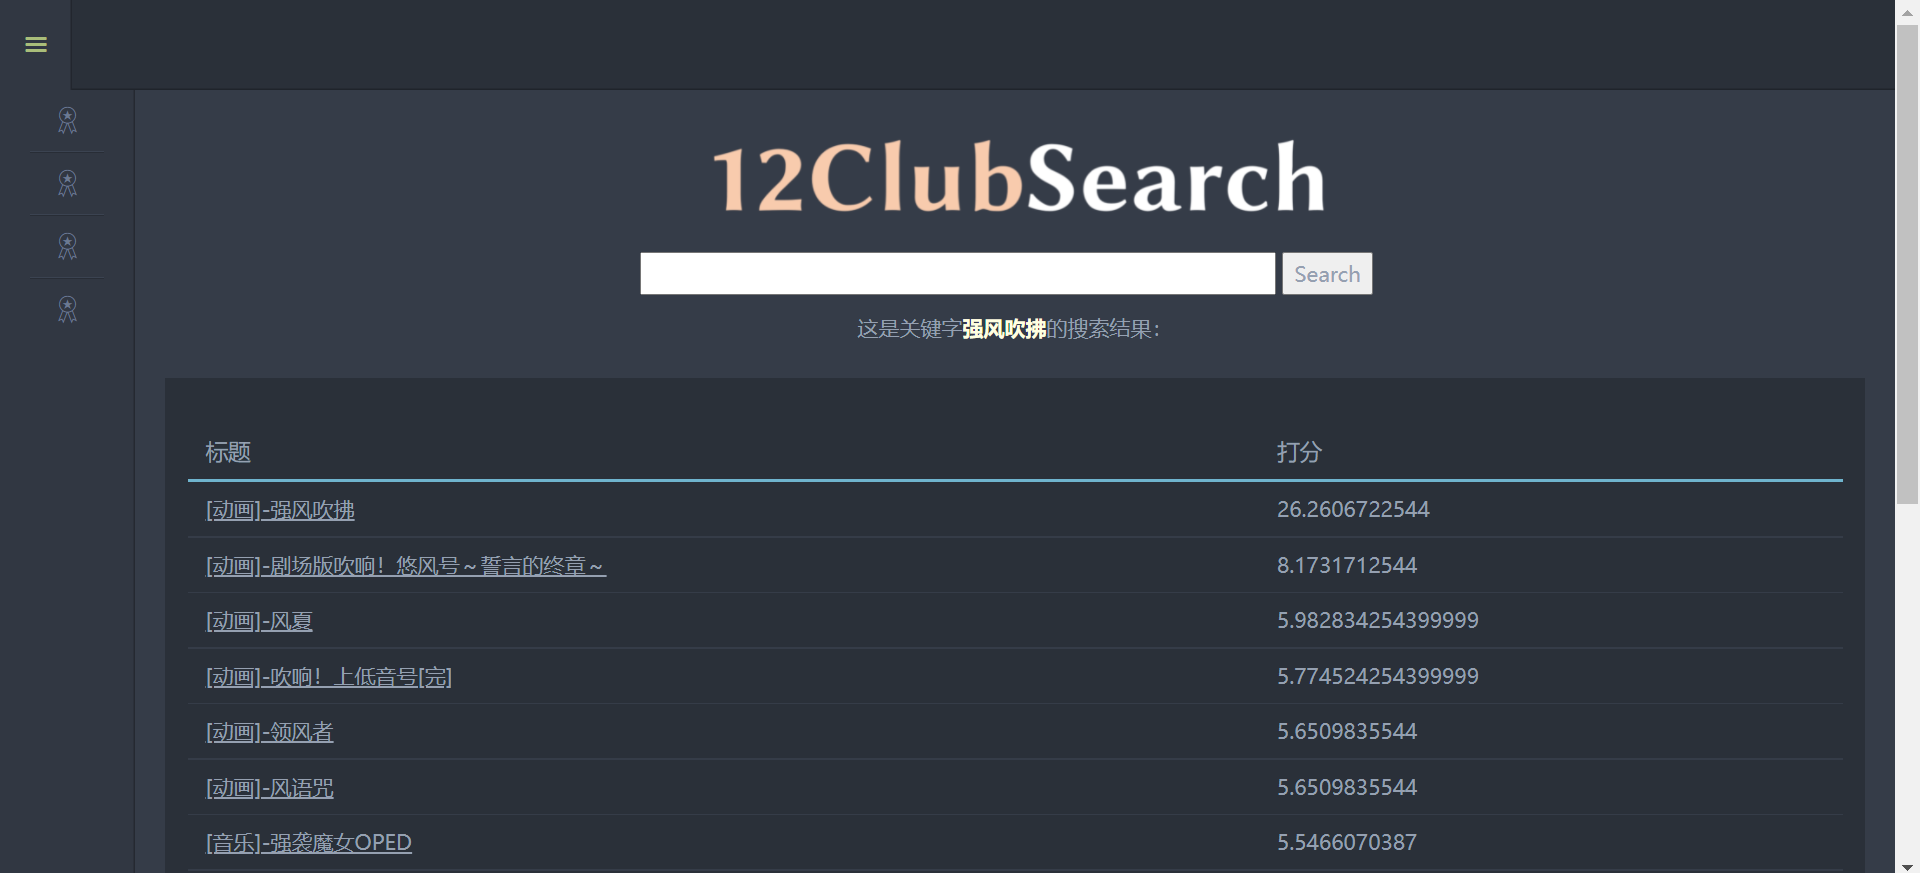 12ClubSearch
Search
这是关键字强风吹拂的搜索结果：
标题 打分
[动画]-强风吹拂 26.2606722544
[动画]-剧场版吹响！悠风号～誓言的终章～ 8.1731712544
[动画]-风夏 5.982834254399999
[动画]-吹响！上低音号[完] 5.774524254399999
[动画]-领风者 5.6509835544
[动画]-风语咒 5.6509835544
[音乐]-强袭魔女OPED 5.5466070387